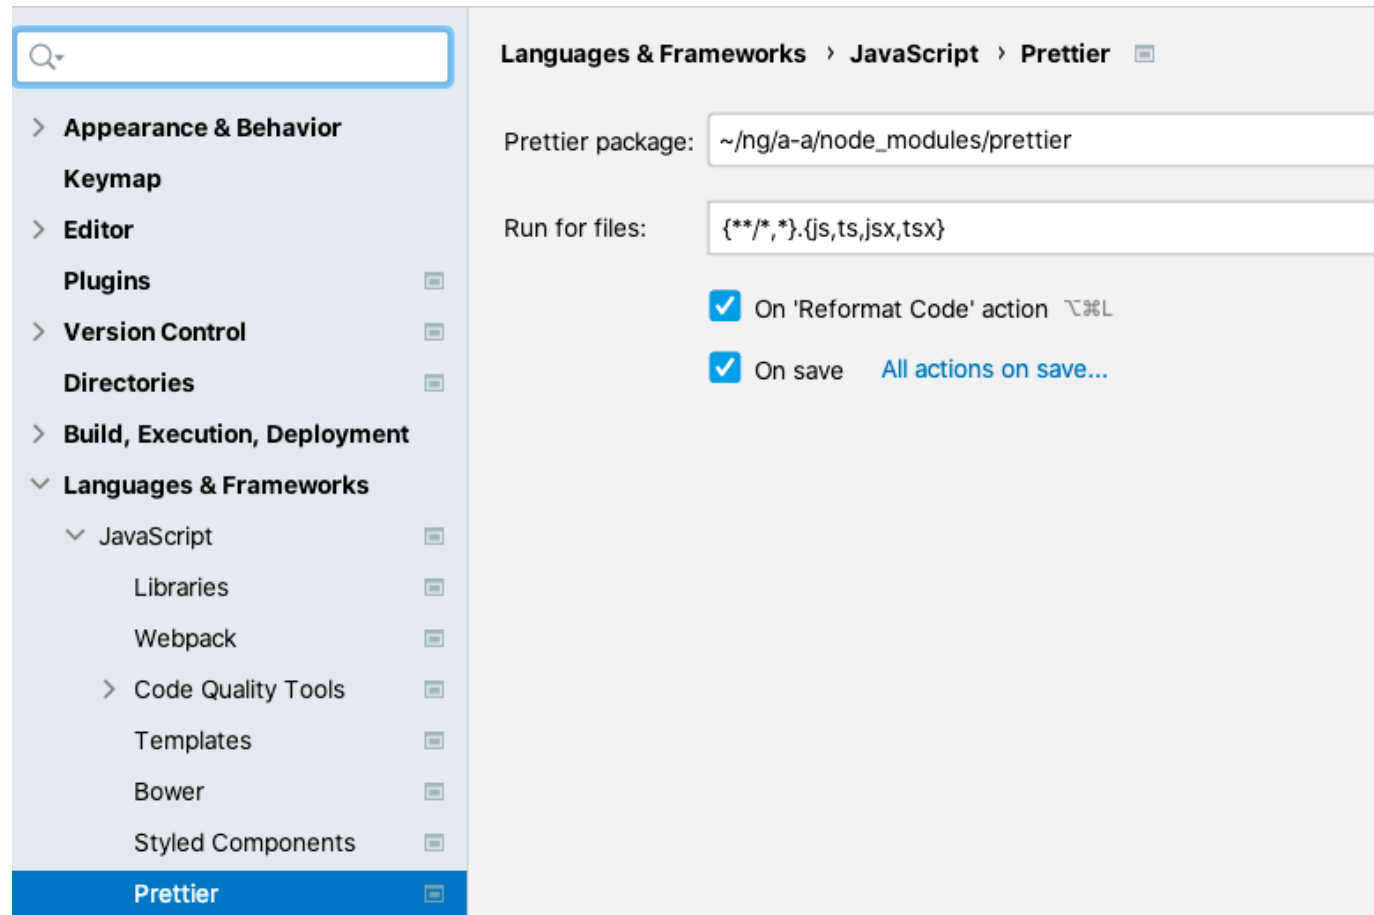 Appearance & Behavior
Keymap
Editor
Plugins
Version Control
Directories
Build, Execution, Deployment
Languages & Frameworks
JavaScript
Libraries
Webpack
Code Quality Tools
Templates
Bower
Styled Components
Prettier
Languages & Frameworks › JavaScript › Prettier
Prettier package: ~/ng/a-a/node_modules/prettier
Run for files: {**/*,*}.{js,ts,jsx,tsx}
On 'Reformat Code' action ⌥⌘L
On save All actions on save...